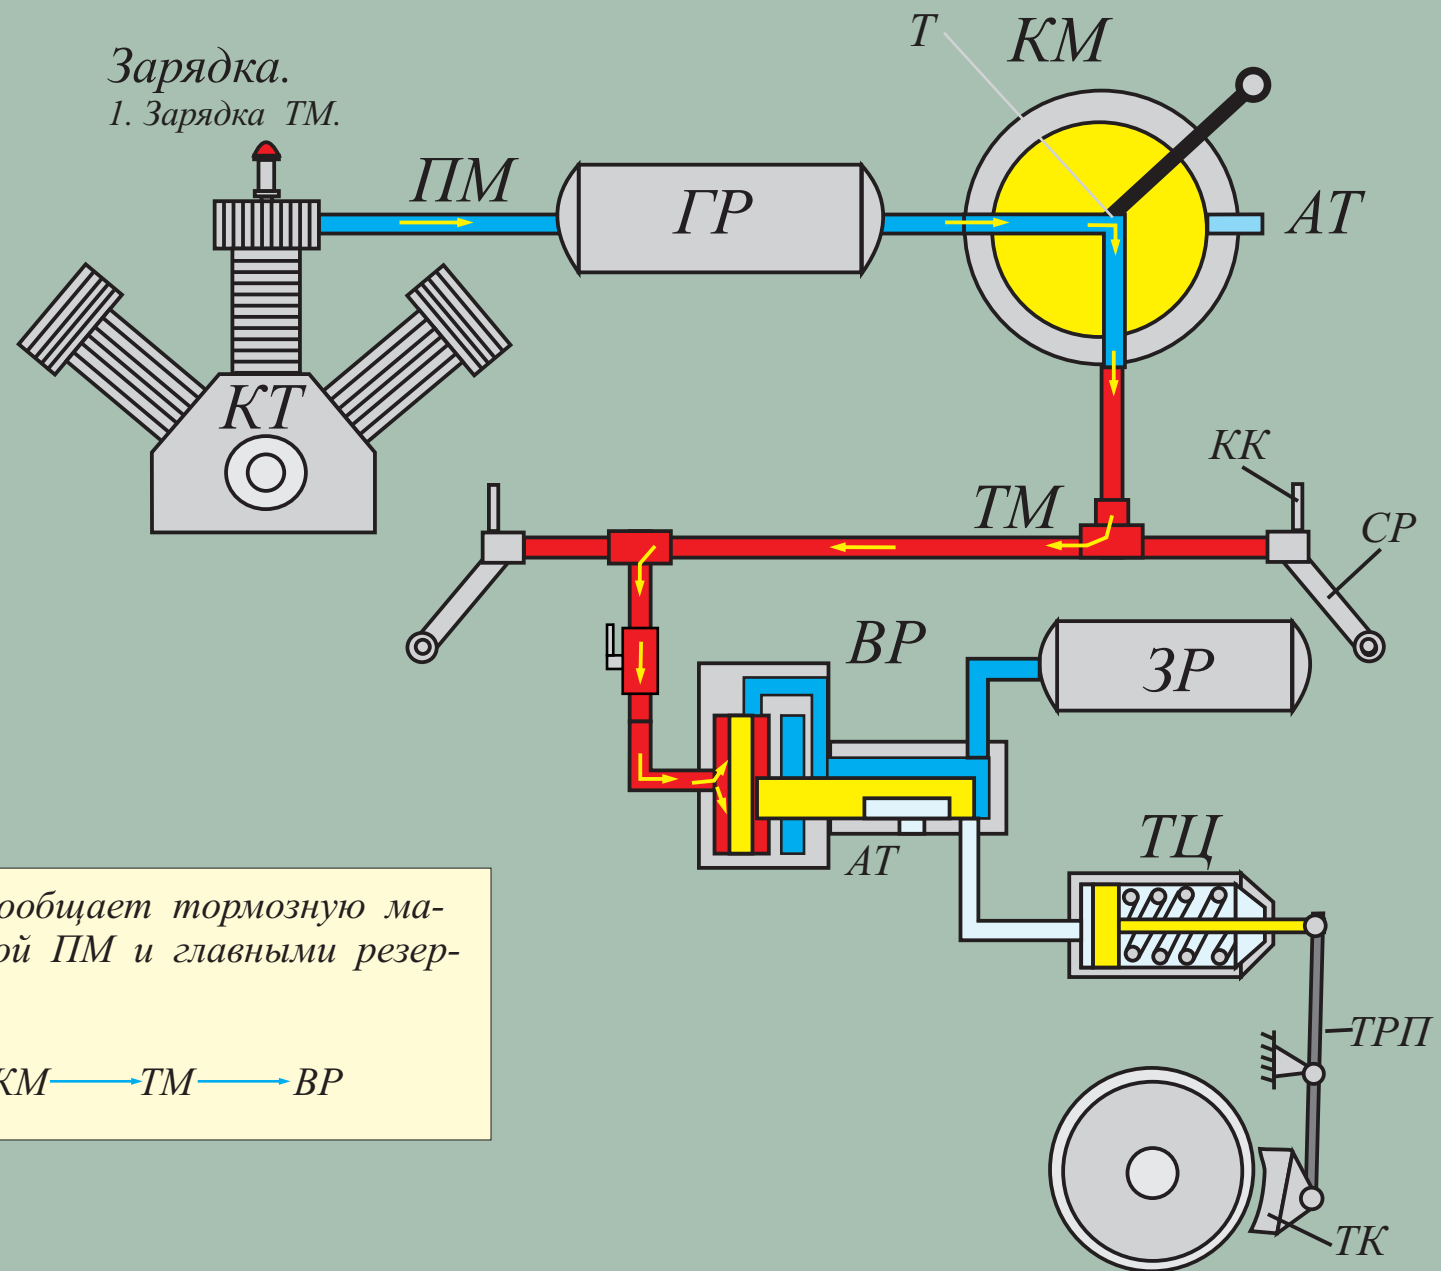 Зарядка.
1. Зарядка ТМ.
Т
КМ
ПМ
ГР
АТ
КТ
КК
ТМ
СР
ВР
ЗР
АТ
ТЦ
ТРП
ТК
ообщает тормозную ма-
ой ПМ и главными резер-
КМ ТМ ВР